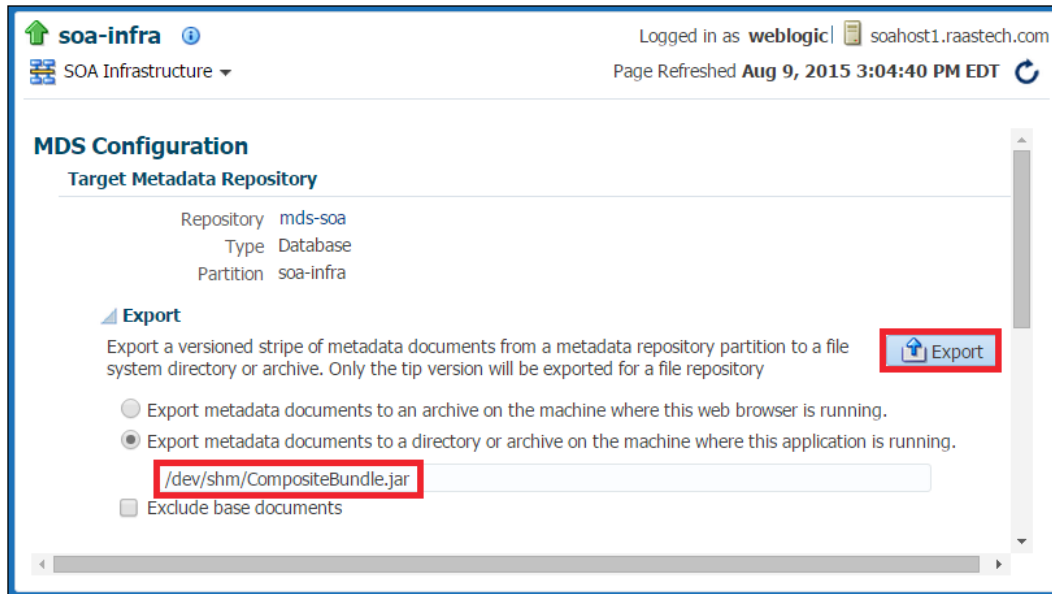 soa-infra
Logged in as weblogic| soahost1.raastech.com
SOA Infrastructure
Page Refreshed Aug 9, 2015 3:04:40 PM EDT
MDS Configuration
Target Metadata Repository
Repository mds-soa
Type Database
Partition soa-infra
Export
Export a versioned stripe of metadata documents from a metadata repository partition to a file
system directory or archive. Only the tip version will be exported for a file repository
Export
Export metadata documents to an archive on the machine where this web browser is running.
Export metadata documents to a directory or archive on the machine where this application is running.
/dev/shm/CompositeBundle.jar
Exclude base documents